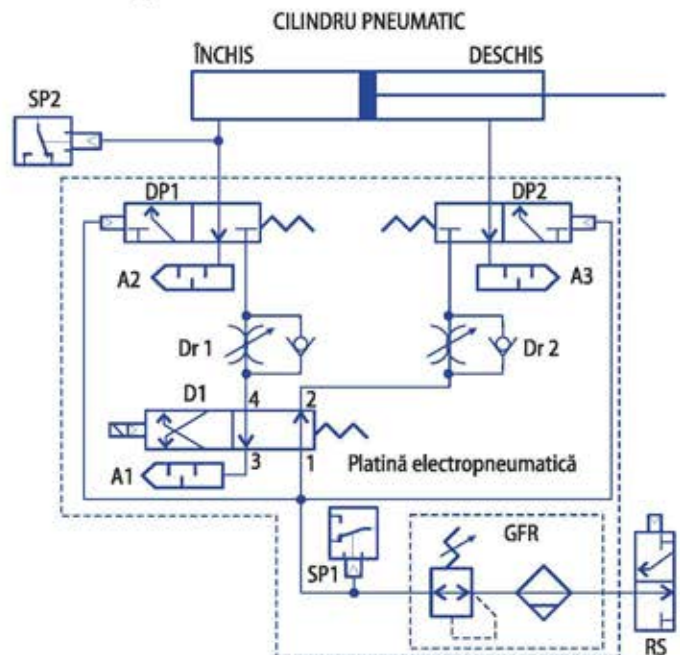 CILINDRU PNEUMATIC
ÎNCHIS
DESCHIS
SP2
DP1
DP2
A2
A3
Dr 1
Dr 2
D1
4
2
3
1
A1
Platină electropneumatică
GFR
SP1
RS